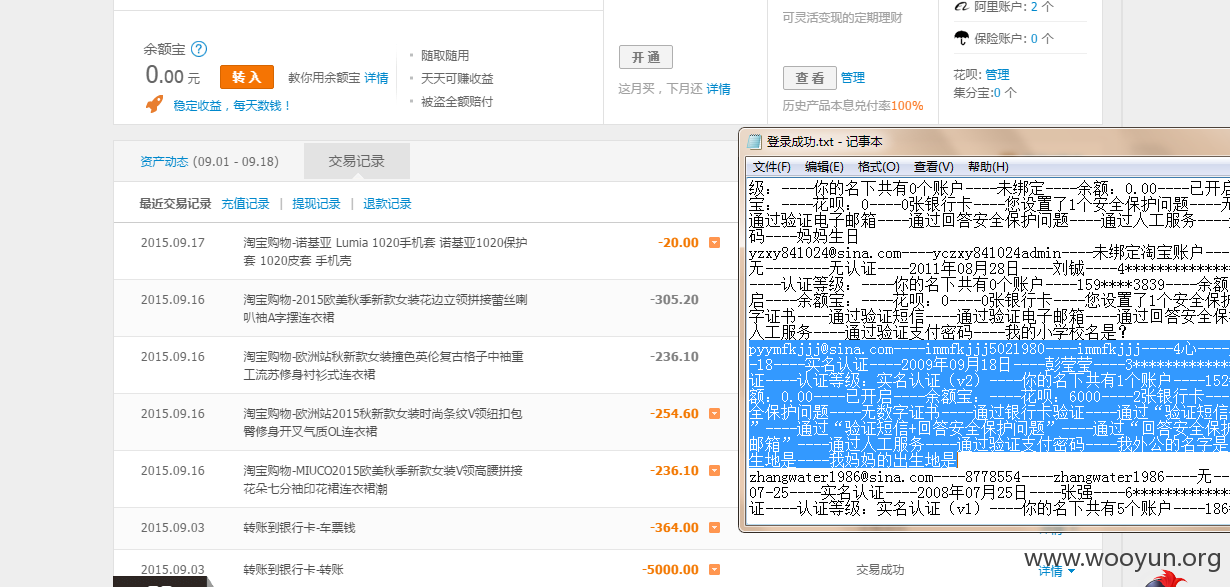 可灵活变现的定期理财
阿里账户: 2 个
保险账户: 0 个
余额宝 ?
0.00 元
转 入
教你用余额宝 详情
稳定收益，每天数钱！
随取随用
天天可赚收益
被盗全额赔付
开 通
这月买，下月还 详情
查 看 管理
历史产品本息兑付率100%
花呗: 管理
集分宝:0 个
资产动态 (09.01 - 09.18)
交易记录
最近交易记录 充值记录 | 提现记录 | 退款记录
2015.09.17 淘宝购物-诺基亚 Lumia 1020手机套 诺基亚1020保护
套 1020皮套 手机壳 -20.00
2015.09.16 淘宝购物-2015欧美秋季新款女装花边立领拼接蕾丝喇
叭袖A字摆连衣裙 -305.20
2015.09.16 淘宝购物-欧洲站秋新款女装撞色英伦复古格子中袖重
工流苏修身衬衫式连衣裙 -236.10
2015.09.16 淘宝购物-欧洲站2015秋新款女装时尚条纹V领纽扣包
臀修身开叉气质OL连衣裙 -254.60
2015.09.16 淘宝购物-MIUCO2015欧美秋季新款女装V领高腰拼接
花朵七分袖印花裙连衣裙潮 -236.10
2015.09.03 转账到银行卡-车票钱 -364.00
2015.09.03 转账到银行卡-转账 -5000.00 交易成功 详情
登录成功.txt - 记事本
文件(F) 编辑(E) 格式(O) 查看(V) 帮助(H)
级：----你的名下共有0个账户----未绑定----余额：0.00----已开启
宝：----花呗：0----0张银行卡----您设置了1个安全保护问题----无
通过验证电子邮箱----通过回答安全保护问题----通过人工服务----
码----妈妈生日
yzxy841024@sina.com----yczxy841024admin----未绑定淘宝账户----
无--------无认证----2011年08月28日----刘钺----4**************
----认证等级：----你的名下共有0个账户----159****3839----余额
启----余额宝：----花呗：0----0张银行卡----您设置了1个安全保护
字证书----通过验证短信----通过验证电子邮箱----通过回答安全保
人工服务----通过验证支付密码----我的小学校名是?
pyymfkjjj@sina.com----immfkjjj5021980----immfkjjj----4心----
-18----实名认证----2009年09月18日----彭莹莹----3*************
证----认证等级：实名认证（v2）----你的名下共有1个账户----152
额：0.00----已开启----余额宝：----花呗：6000----2张银行卡----
全保护问题----无数字证书----通过银行卡验证----通过“验证短信
”----通过“验证短信+回答安全保护问题”----通过“回答安全保护
邮箱”----通过人工服务----通过验证支付密码----我外公的名字是
生地是----我妈妈的出生地是
zhangwater1986@sina.com----8778554----zhangwater1986----无----
07-25----实名认证----2008年07月25日----张强----6*************
证----认证等级：实名认证（v1）----你的名下共有5个账户----186
www.wooyun.org